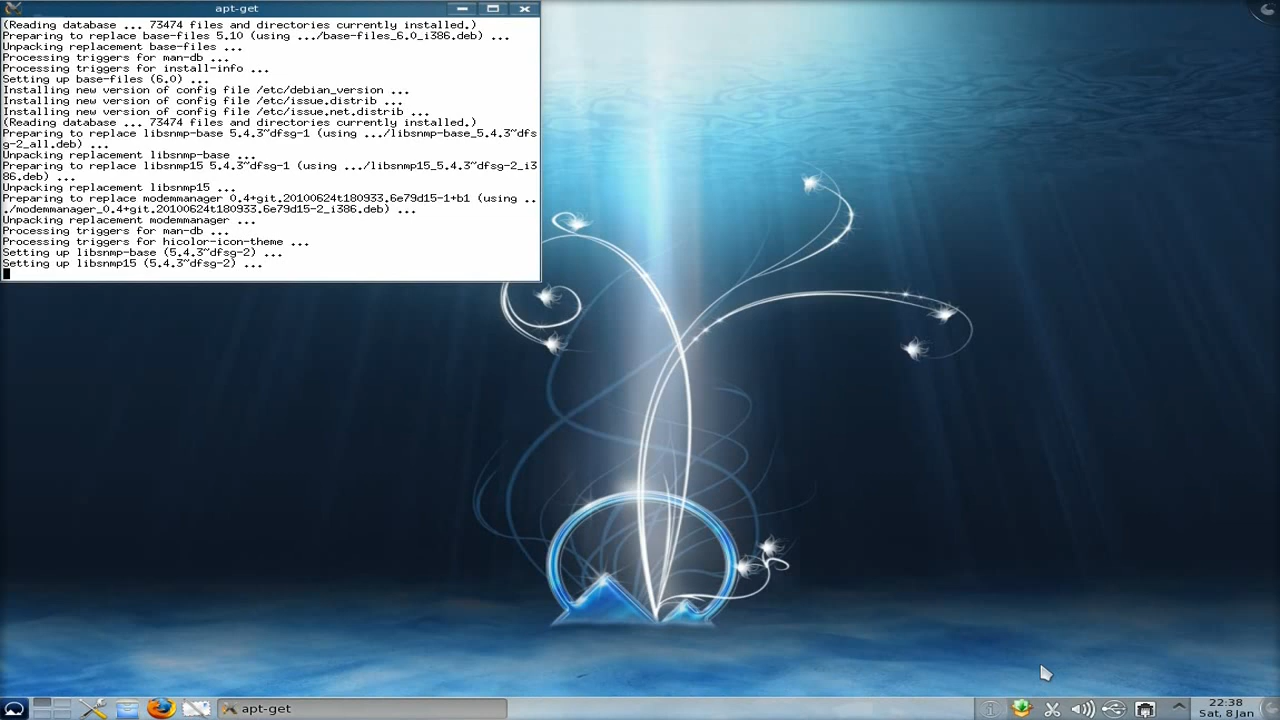 apt-get
(Reading database ... 73474 files and directories currently installed.)
Preparing to replace base-files 5.10 (using .../base-files_6.0_i386.deb) ...
Unpacking replacement base-files ...
Processing triggers for man-db ...
Processing triggers for install-info ...
Setting up base-files (6.0) ...
Installing new version of config file /etc/debian_version ...
Installing new version of config file /etc/issue.distrib ...
Installing new version of config file /etc/issue.net.distrib ...
(Reading database ... 73474 files and directories currently installed.)
Preparing to replace libsnmp-base 5.4.3~dfsg-1 (using .../libsnmp-base_5.4.3~dfs
g-2_all.deb) ...
Unpacking replacement libsnmp-base ...
Preparing to replace libsnmp15 5.4.3~dfsg-1 (using .../libsnmp15_5.4.3~dfsg-2_i3
86.deb) ...
Unpacking replacement libsnmp15 ...
Preparing to replace modemmanager 0.4+git.20100624t180933.6e79d15-1+b1 (using ..
./modemmanager_0.4+git.20100624t180933.6e79d15-2_i386.deb) ...
Unpacking replacement modemmanager ...
Processing triggers for man-db ...
Processing triggers for hicolor-icon-theme ...
Setting up libsnmp-base (5.4.3~dfsg-2) ...
Setting up libsnmp15 (5.4.3~dfsg-2) ...
apt-get
22:38
Sat, 8 Jan